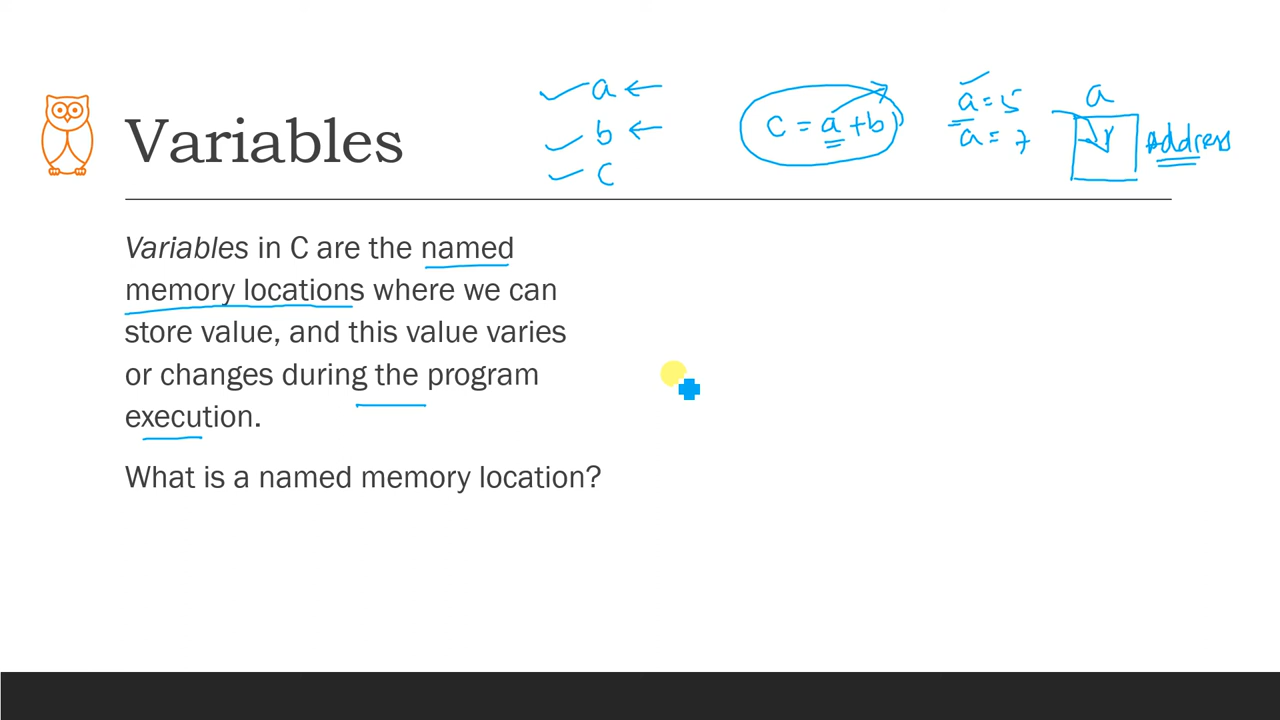 a
b
c
c = a + b
a = 5
a = 7
a
Address
Variables
Variables in C are the named
memory locations where we can
store value, and this value varies
or changes during the program
execution.
What is a named memory location?